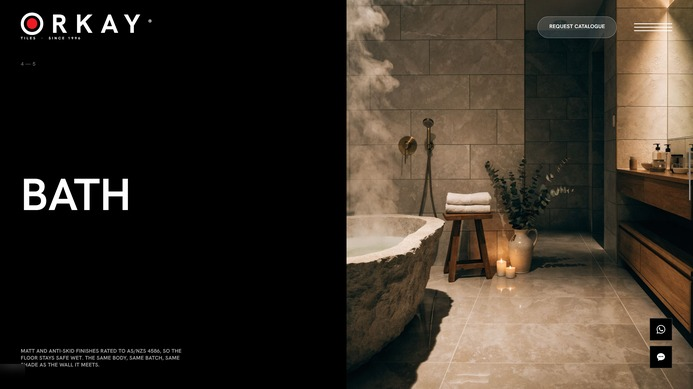 ORKAY
TILES · SINCE 1996
REQUEST CATALOGUE
4 — 5
BATH
MATT AND ANTI-SKID FINISHES RATED TO AS/NZS 4586, SO THE
FLOOR STAYS SAFE WET. THE SAME BODY, SAME BATCH, SAME
SHADE AS THE WALL IT MEETS.